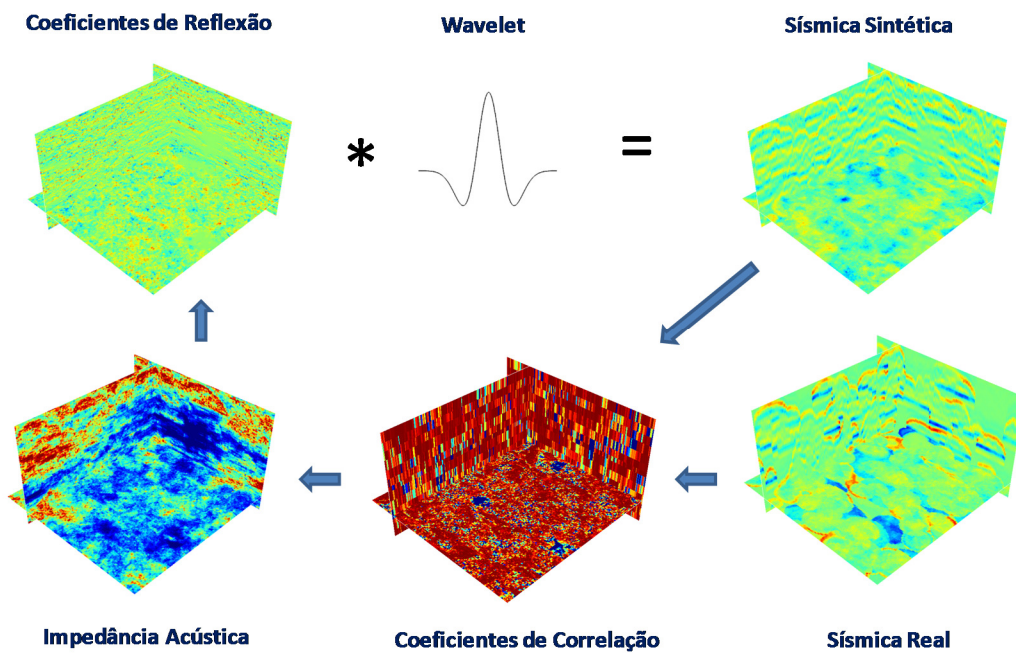 Coeficientes de Reflexão
Wavelet
Sísmica Sintética
*
=
Impedância Acústica
Coeficientes de Correlação
Sísmica Real